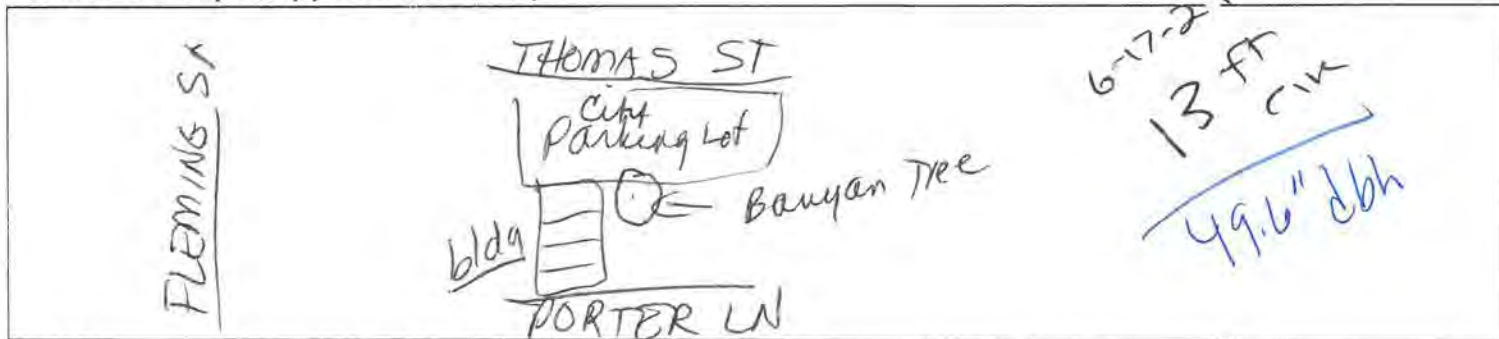 FLEMING ST
THOMAS ST
City
Parking Lot
Banyan Tree
bldg
PORTER LN
13 ft
cir
49.6" dbh